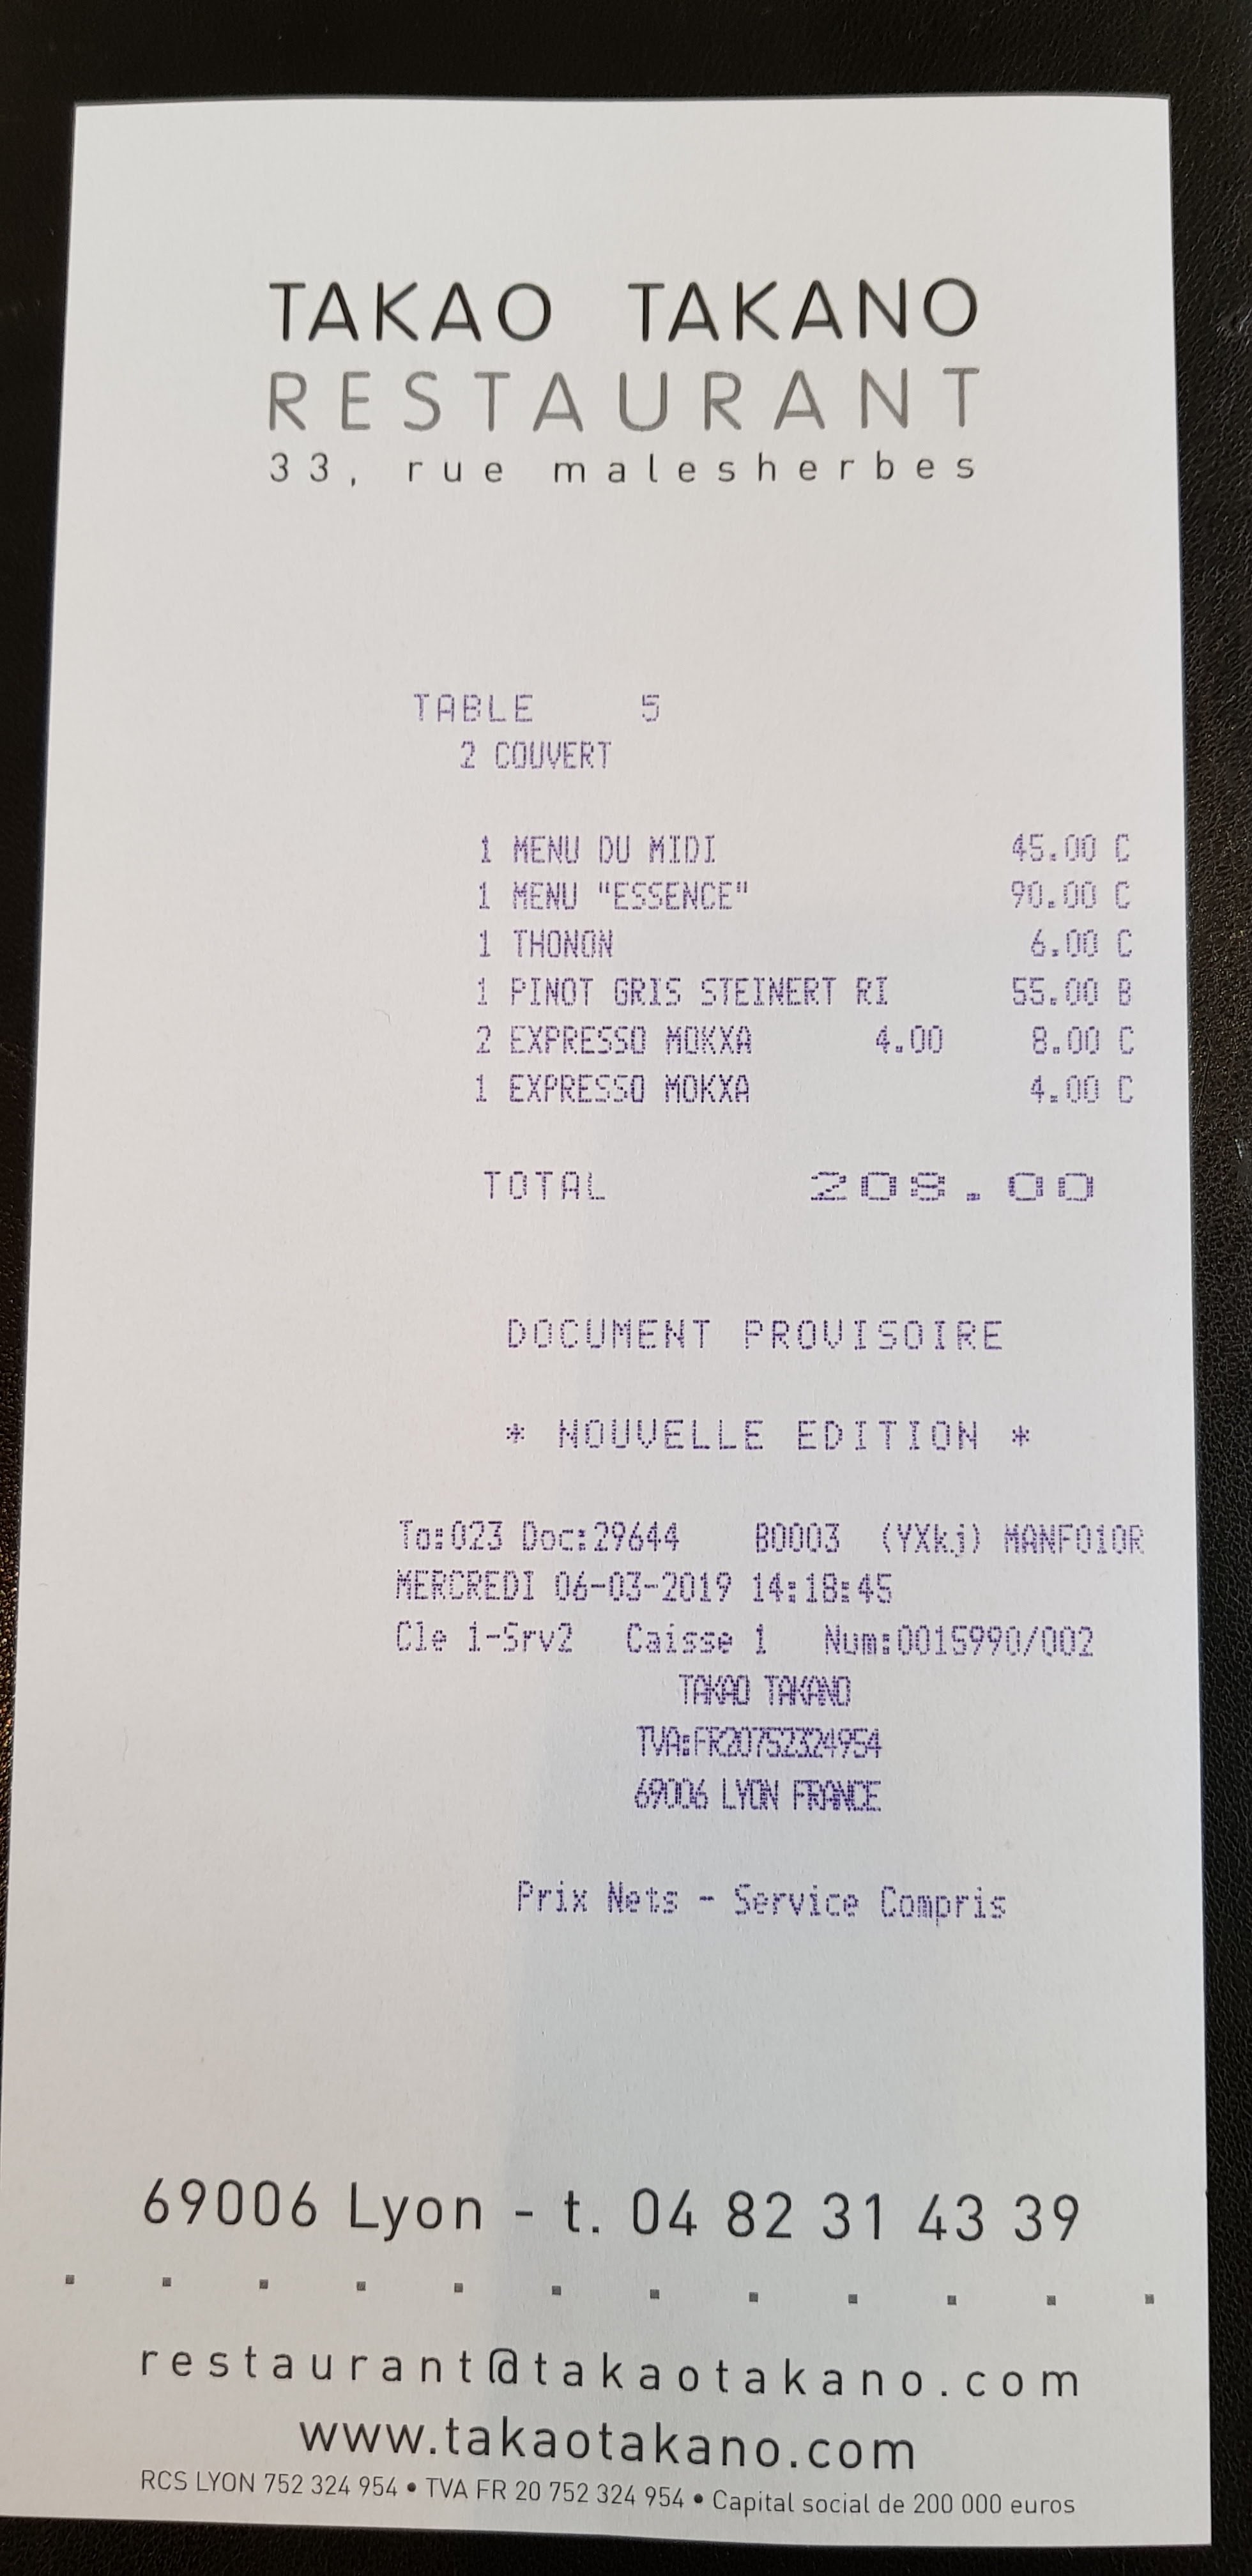 TAKAO TAKANO
RESTAURANT
33, rue malesherbes
TABLE 5
2 COUVERT
1 MENU DU MIDI 45.00 C
1 MENU "ESSENCE" 90.00 C
1 THONON 6.00 C
1 PINOT GRIS STEINERT RI 55.00 B
2 EXPRESSO MOKXA 4.00 8.00 C
1 EXPRESSO MOKXA 4.00 C
TOTAL 208.00
DOCUMENT PROVISOIRE
* NOUVELLE EDITION *
To:023 Doc:29644 B0003 (YXkj) MANF010R
MERCREDI 06-03-2019 14:18:45
Cle i-Srv2 Caisse 1 Num:0015990/002
TAKAO TAKANO
TVA:FR20752324954
69006 LYON FRANCE
Prix Nets - Service Compris
69006 Lyon - t. 04 82 31 43 39
restaurant@takaotakano.com
www.takaotakano.com
RCS LYON 752 324 954 • TVA FR 20 752 324 954 • Capital social de 200 000 euros